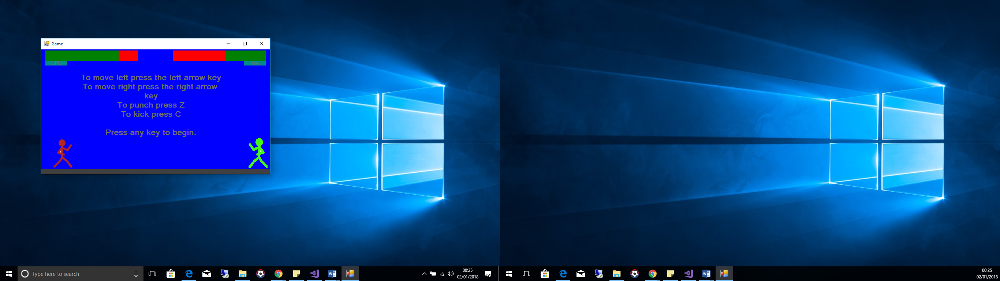 Game
CPU
You
To move left press the left arrow key
To move right press the right arrow
key
To punch press Z
To kick press C
Press any key to begin.
Type here to search
00:25
02/01/2018
00:25
02/01/2018